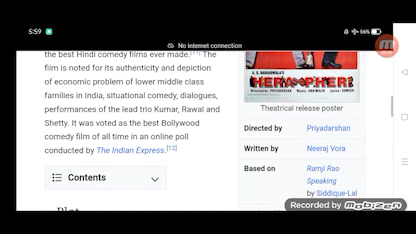 5:59
56%
No internet connection
the best Hindi comedy films ever made.
The
film is noted for its authenticity and depiction
of economic problem of lower middle class
families in India, situational comedy, dialogues,
performances of the lead trio Kumar, Rawal and
Shetty. It was voted as the best Bollywood
comedy film of all time in an online poll
conducted by The Indian Express.[12]
Contents
HERA PHERI
Theatrical release poster
Directed by Priyadarshan
Written by Neeraj Vora
Based on Ramji Rao
Speaking
by Siddique-Lal
Recorded by Mobizen